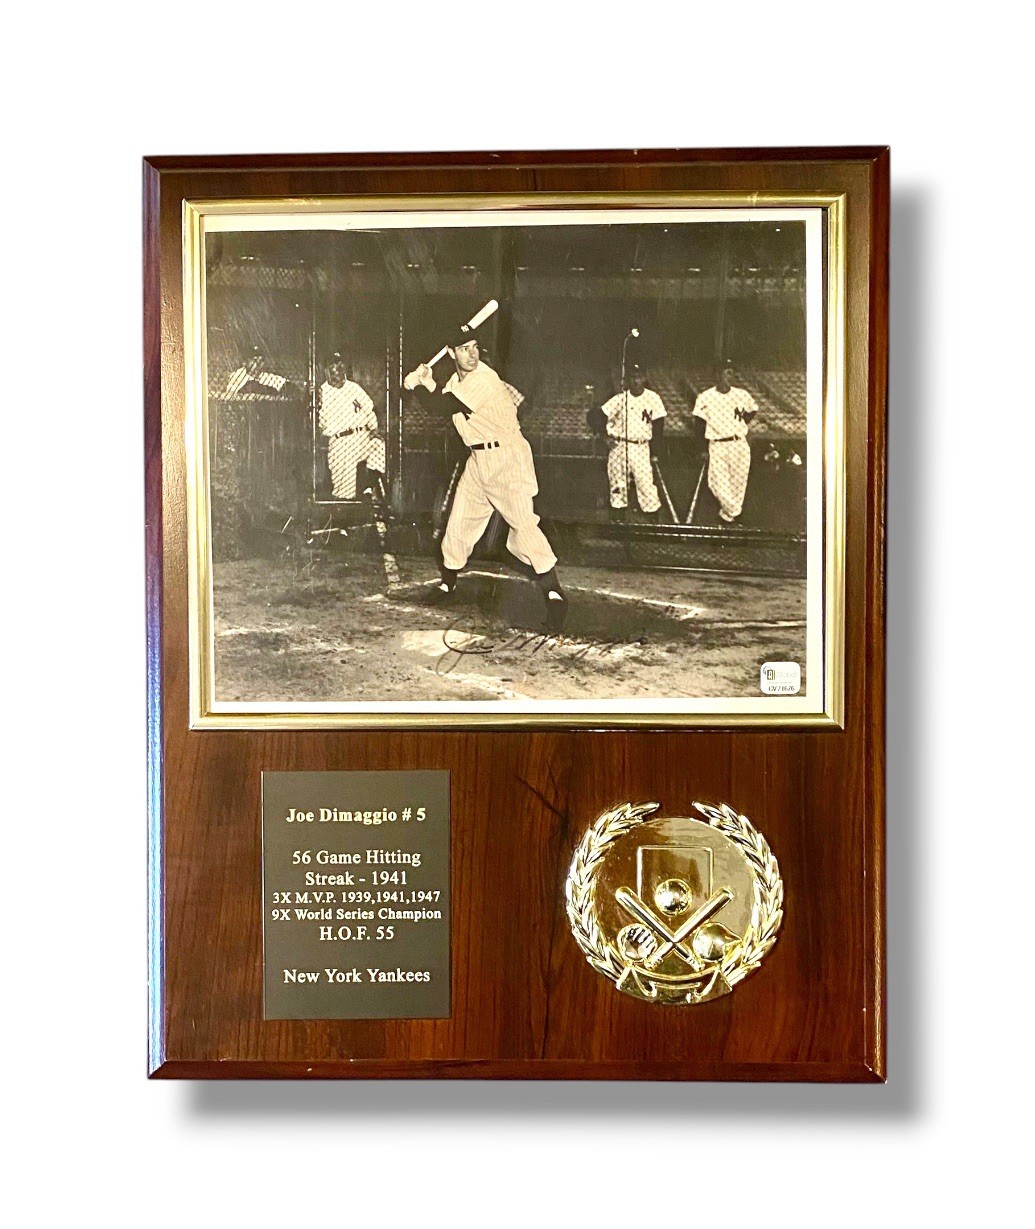 Joe Dimaggio # 5
56 Game Hitting
Streak - 1941
3X M.V.P. 1939,1941,1947
9X World Series Champion
H.O.F. 55
New York Yankees